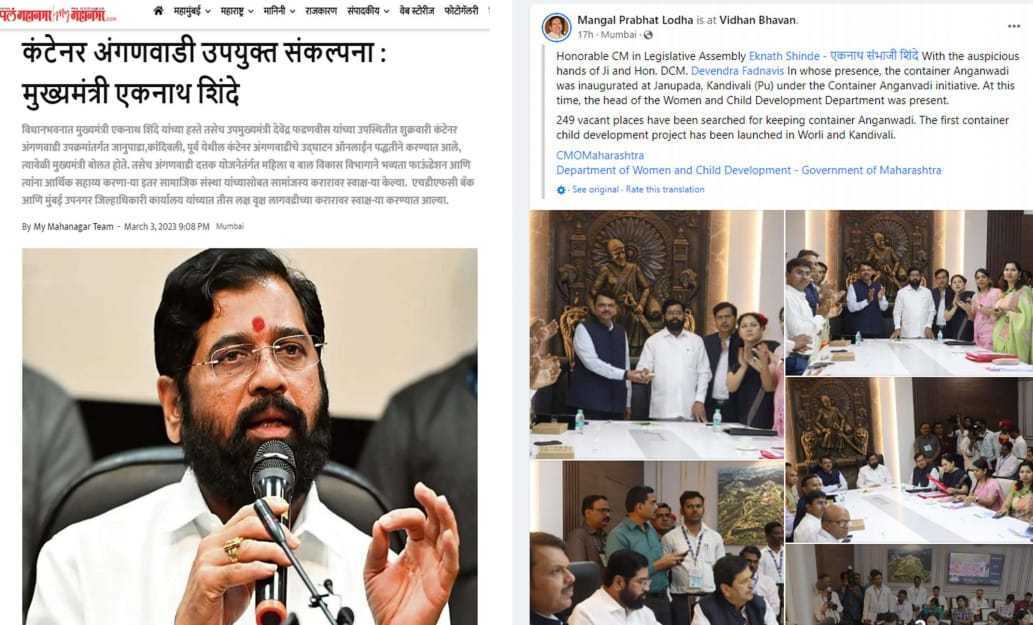 आपलं महानगर My महानगर.com
महामुंबई महाराष्ट्र मानिनी राजकारण संपादकीय वेब स्टोरीज फोटोगॅलरी
कंटेनर अंगणवाडी उपयुक्त संकल्पना :
मुख्यमंत्री एकनाथ शिंदे
विधानभवनात मुख्यमंत्री एकनाथ शिंदे यांच्या हस्ते तसेच उपमुख्यमंत्री देवेंद्र फडणवीस यांच्या उपस्थितीत शुक्रवारी कंटेनर
अंगणवाडी उपक्रमांतर्गत जानुपाडा,कांदिवली, पूर्व येथील कंटेनर अंगणवाडीचे उद्घाटन ऑनलाईन पद्धतीने करण्यात आले,
त्यावेळी मुख्यमंत्री बोलत होते. तसेच अंगणवाडी दत्तक योजनेतंर्गत महिला व बाल विकास विभागाने भव्यता फाऊंडेशन आणि
त्यांना आर्थिक सहाय्य करणा-या इतर सामाजिक संस्था यांच्यासोबत सामांजस्य करारावर स्वाक्ष-या केल्या. एचडीएफसी बँक
आणि मुंबई उपनगर जिल्हाधिकारी कार्यालय यांच्यात तीस लक्ष वृक्ष लागवडीच्या करारावर स्वाक्ष-या करण्यात आल्या.
By My Mahanagar Team - March 3, 2023 9:08 PM Mumbai
Mangal Prabhat Lodha is at Vidhan Bhavan.
17h · Mumbai ·
Honorable CM in Legislative Assembly Eknath Shinde - एकनाथ संभाजी शिंदे With the auspicious
hands of Ji and Hon. DCM. Devendra Fadnavis In whose presence, the container Anganwadi
was inaugurated at Janupada, Kandivali (Pu) under the Container Anganvadi initiative. At this
time, the head of the Women and Child Development Department was present.
249 vacant places have been searched for keeping container Anganwadi. The first container
child development project has been launched in Worli and Kandivali.
CMOMaharashtra
Department of Women and Child Development - Government of Maharashtra
· See original · Rate this translation